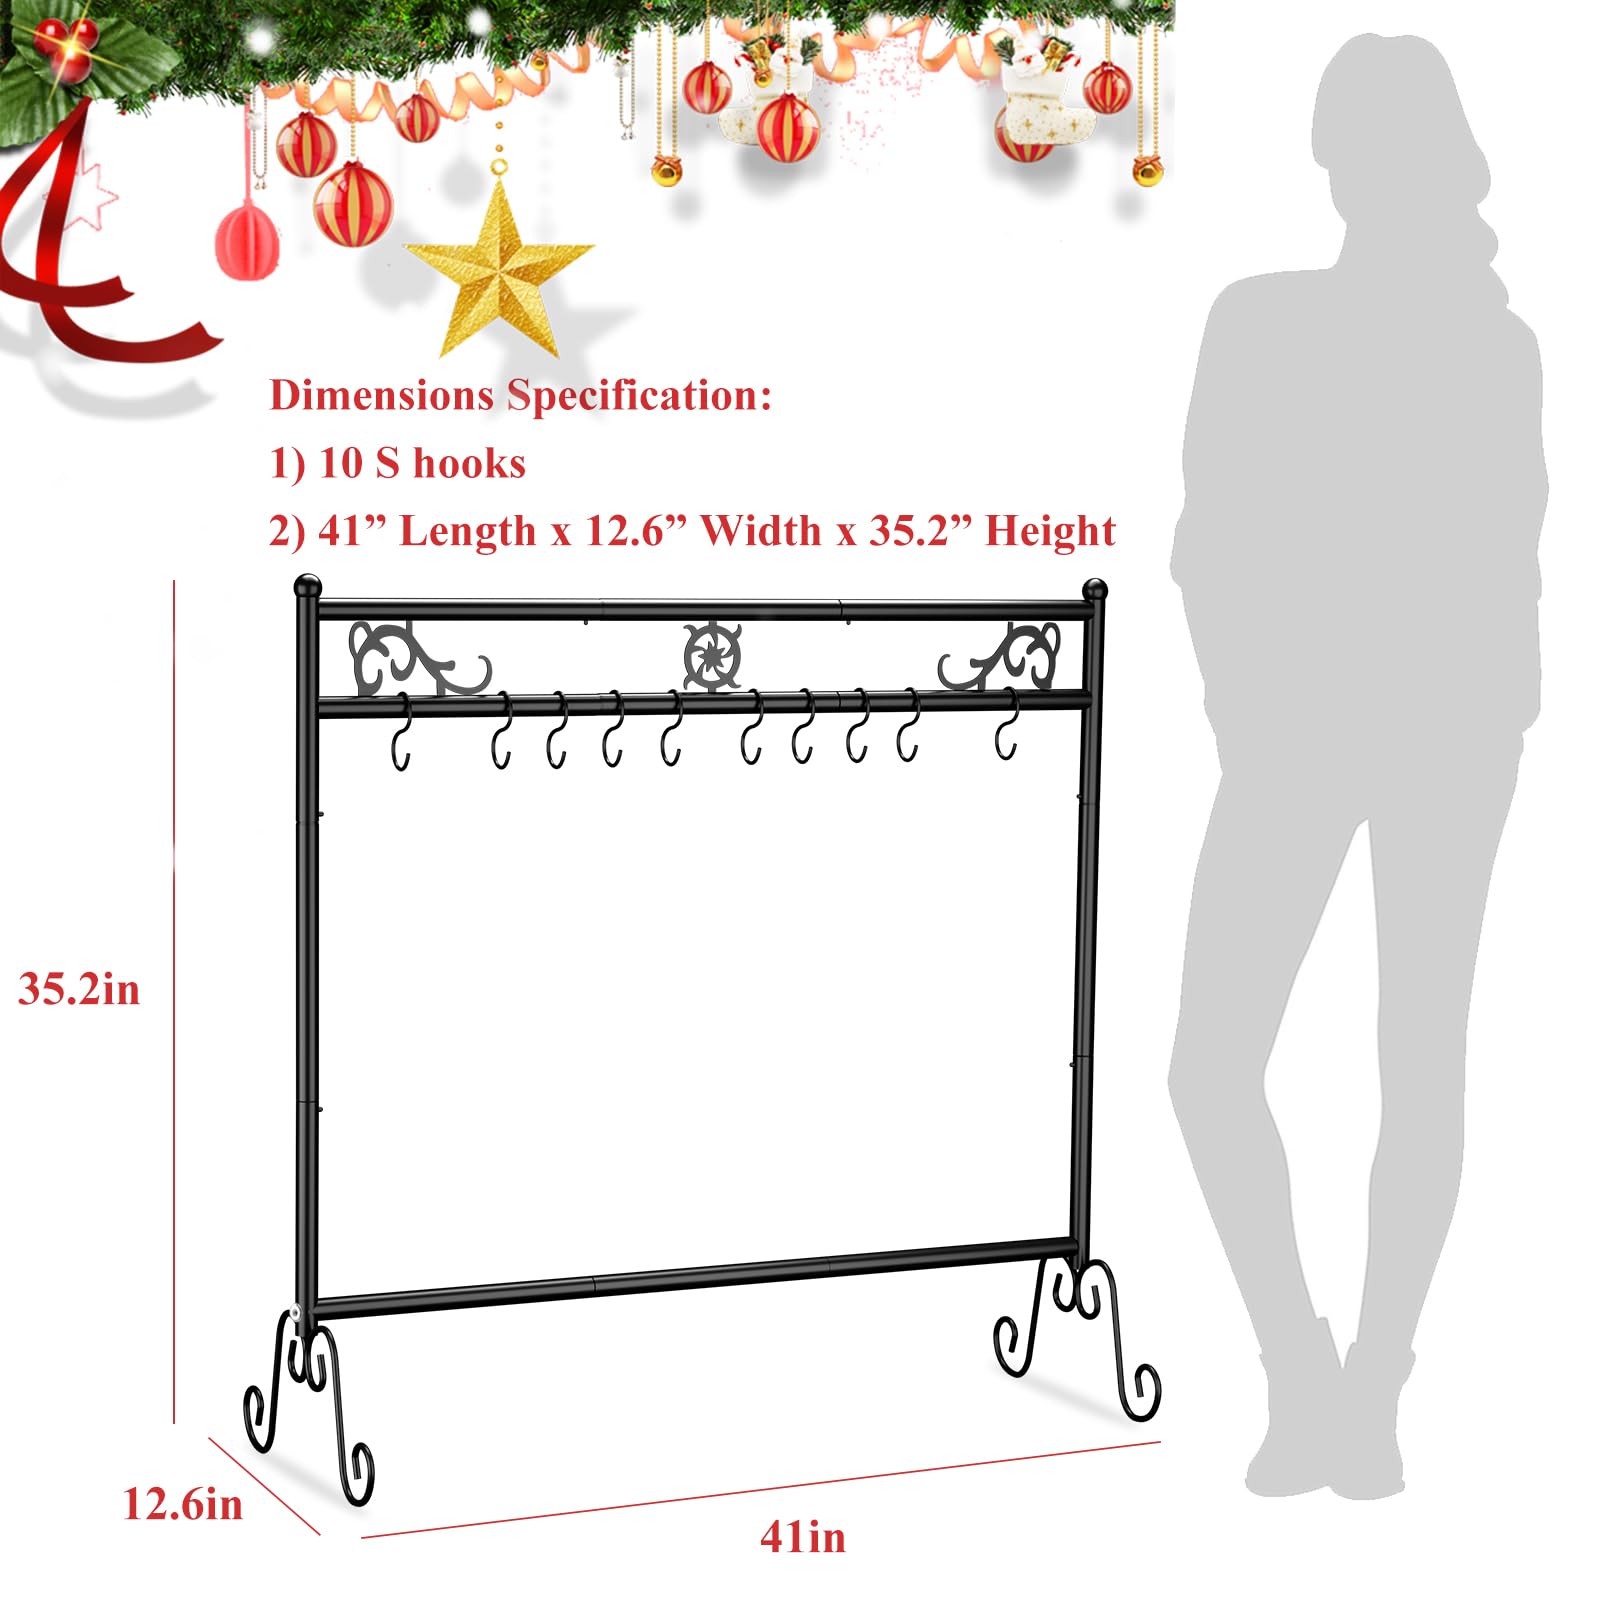 Dimensions Specification:
1) 10 S hooks
2) 41” Length x 12.6” Width x 35.2” Height
35.2in
12.6in
41in